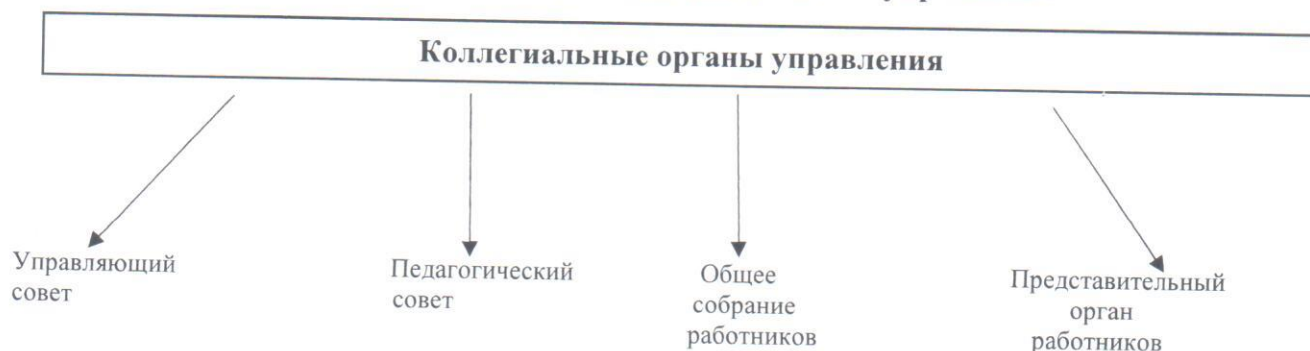 Коллегиальные органы управления
Управляющий
совет
Педагогический
совет
Общее
собрание
работников
Представительный
орган
работников